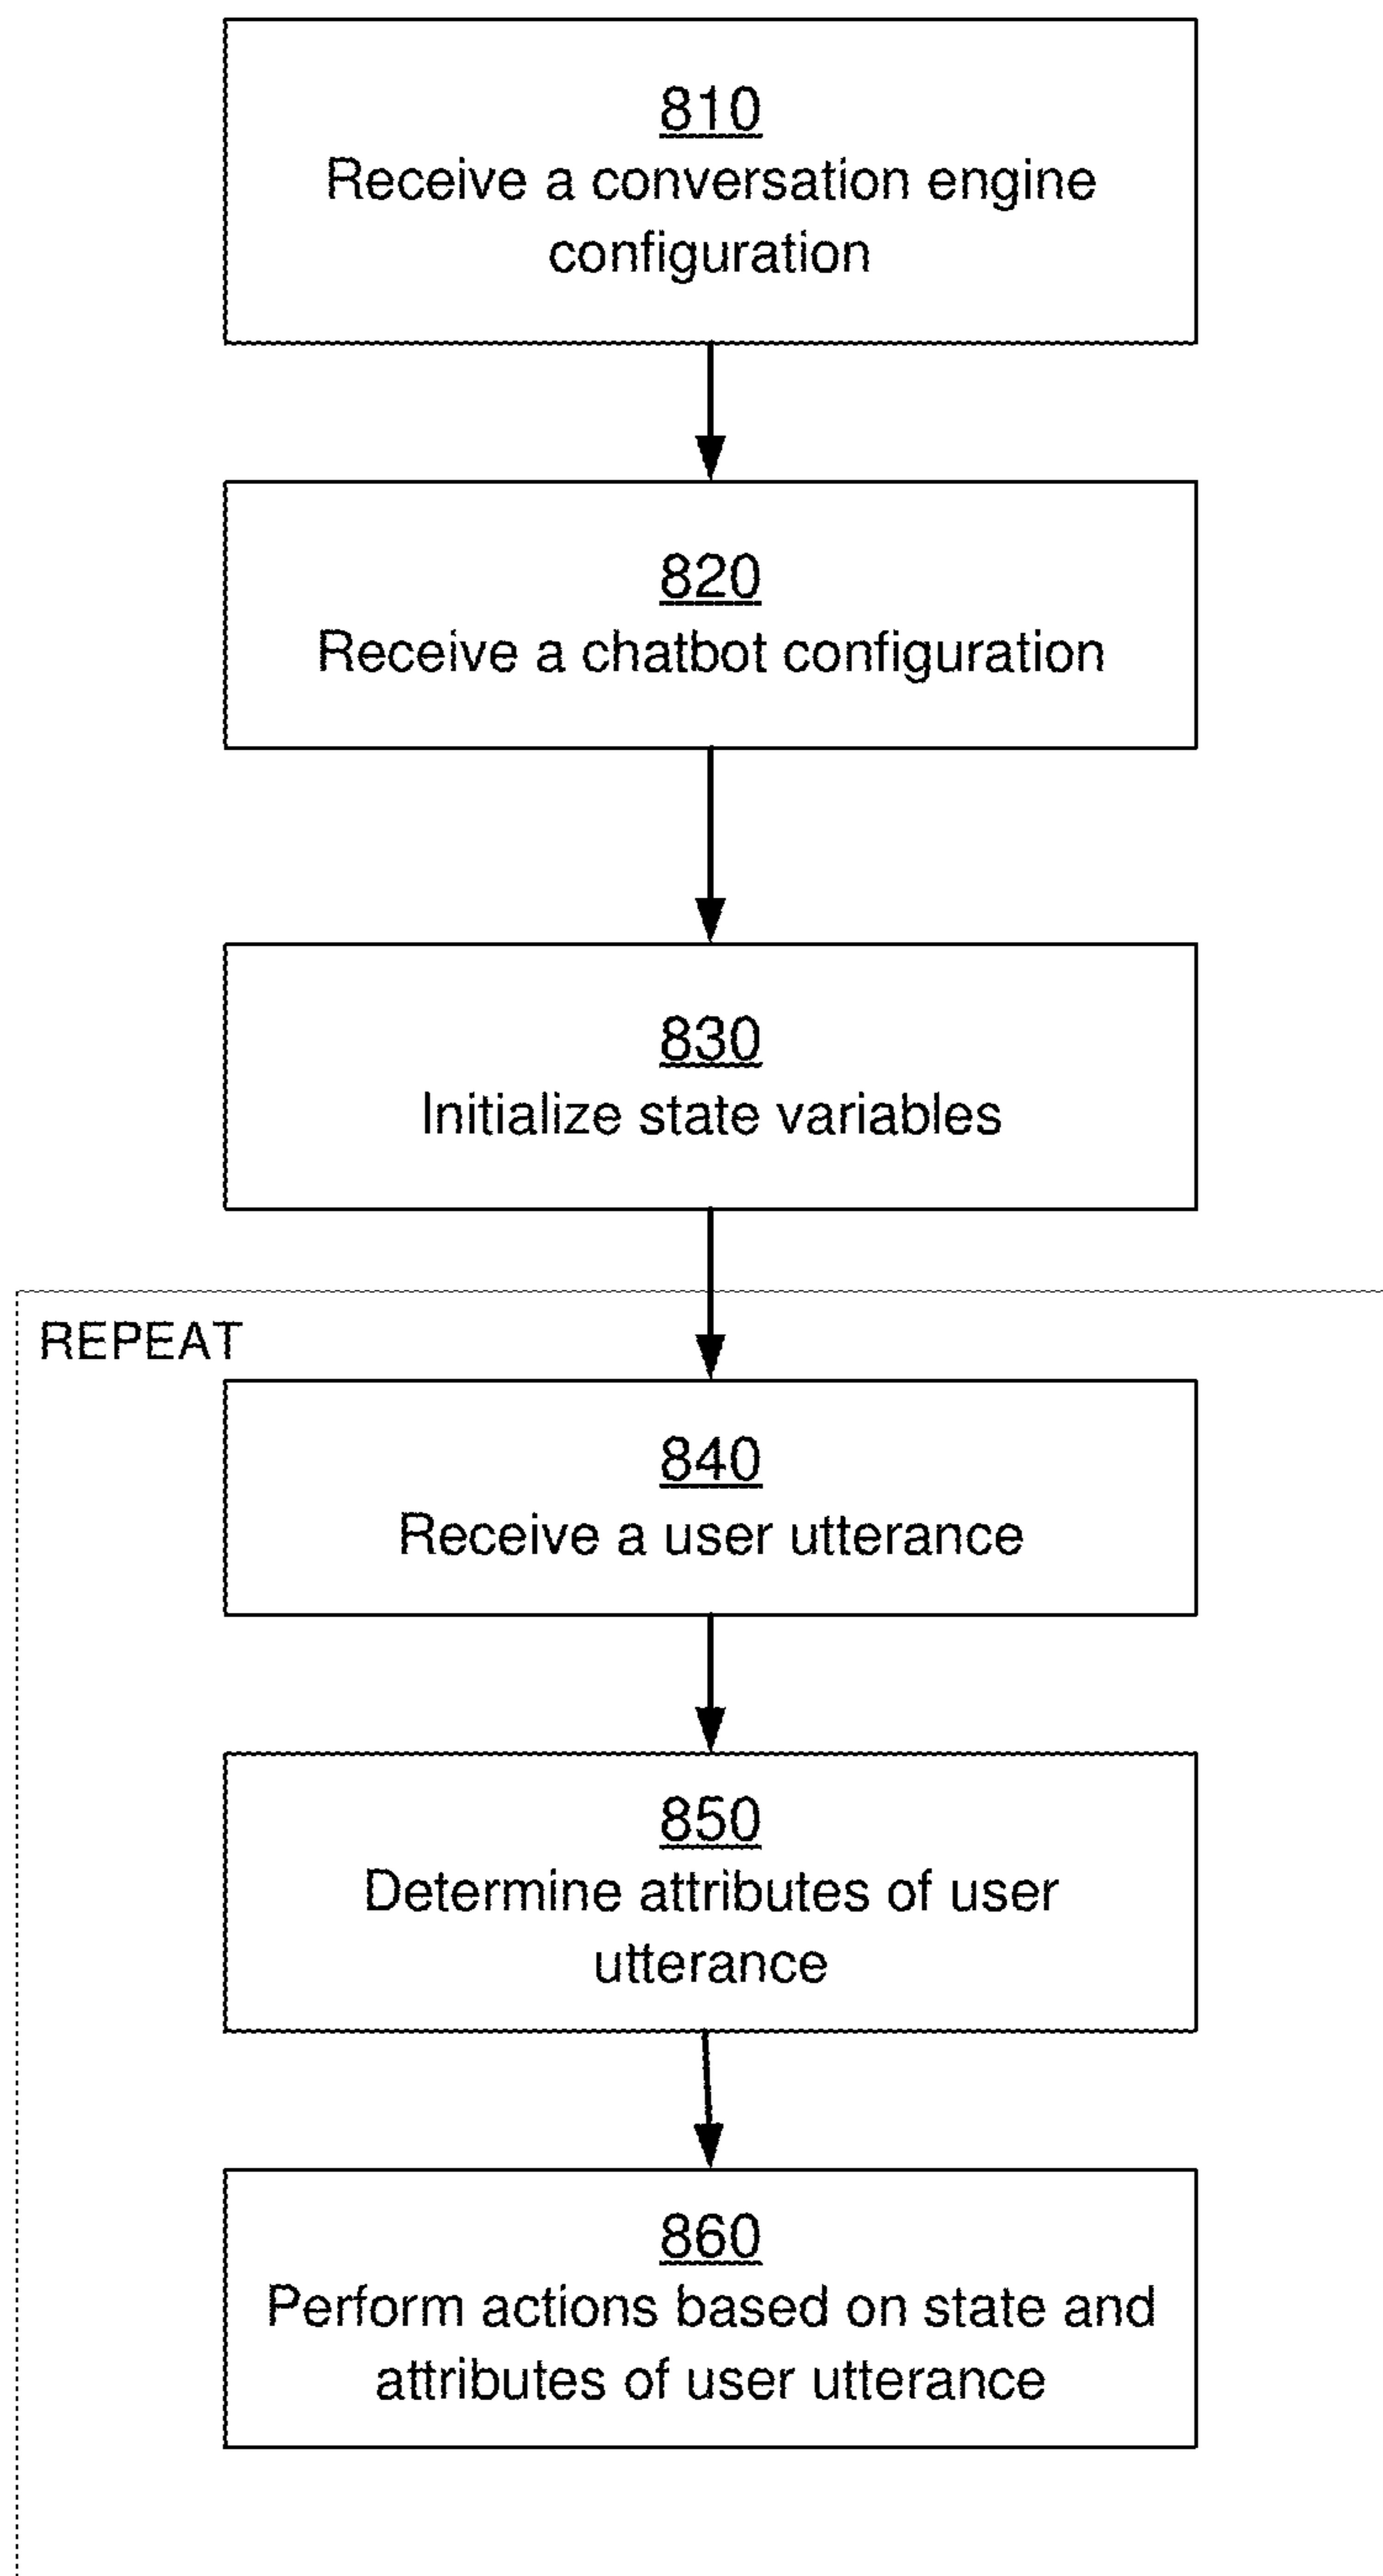 810
Receive a conversation engine
configuration
820
Receive a chatbot configuration
830
Initialize state variables
REPEAT
840
Receive a user utterance
850
Determine attributes of user
utterance
860
Perform actions based on state and
attributes of user utterance